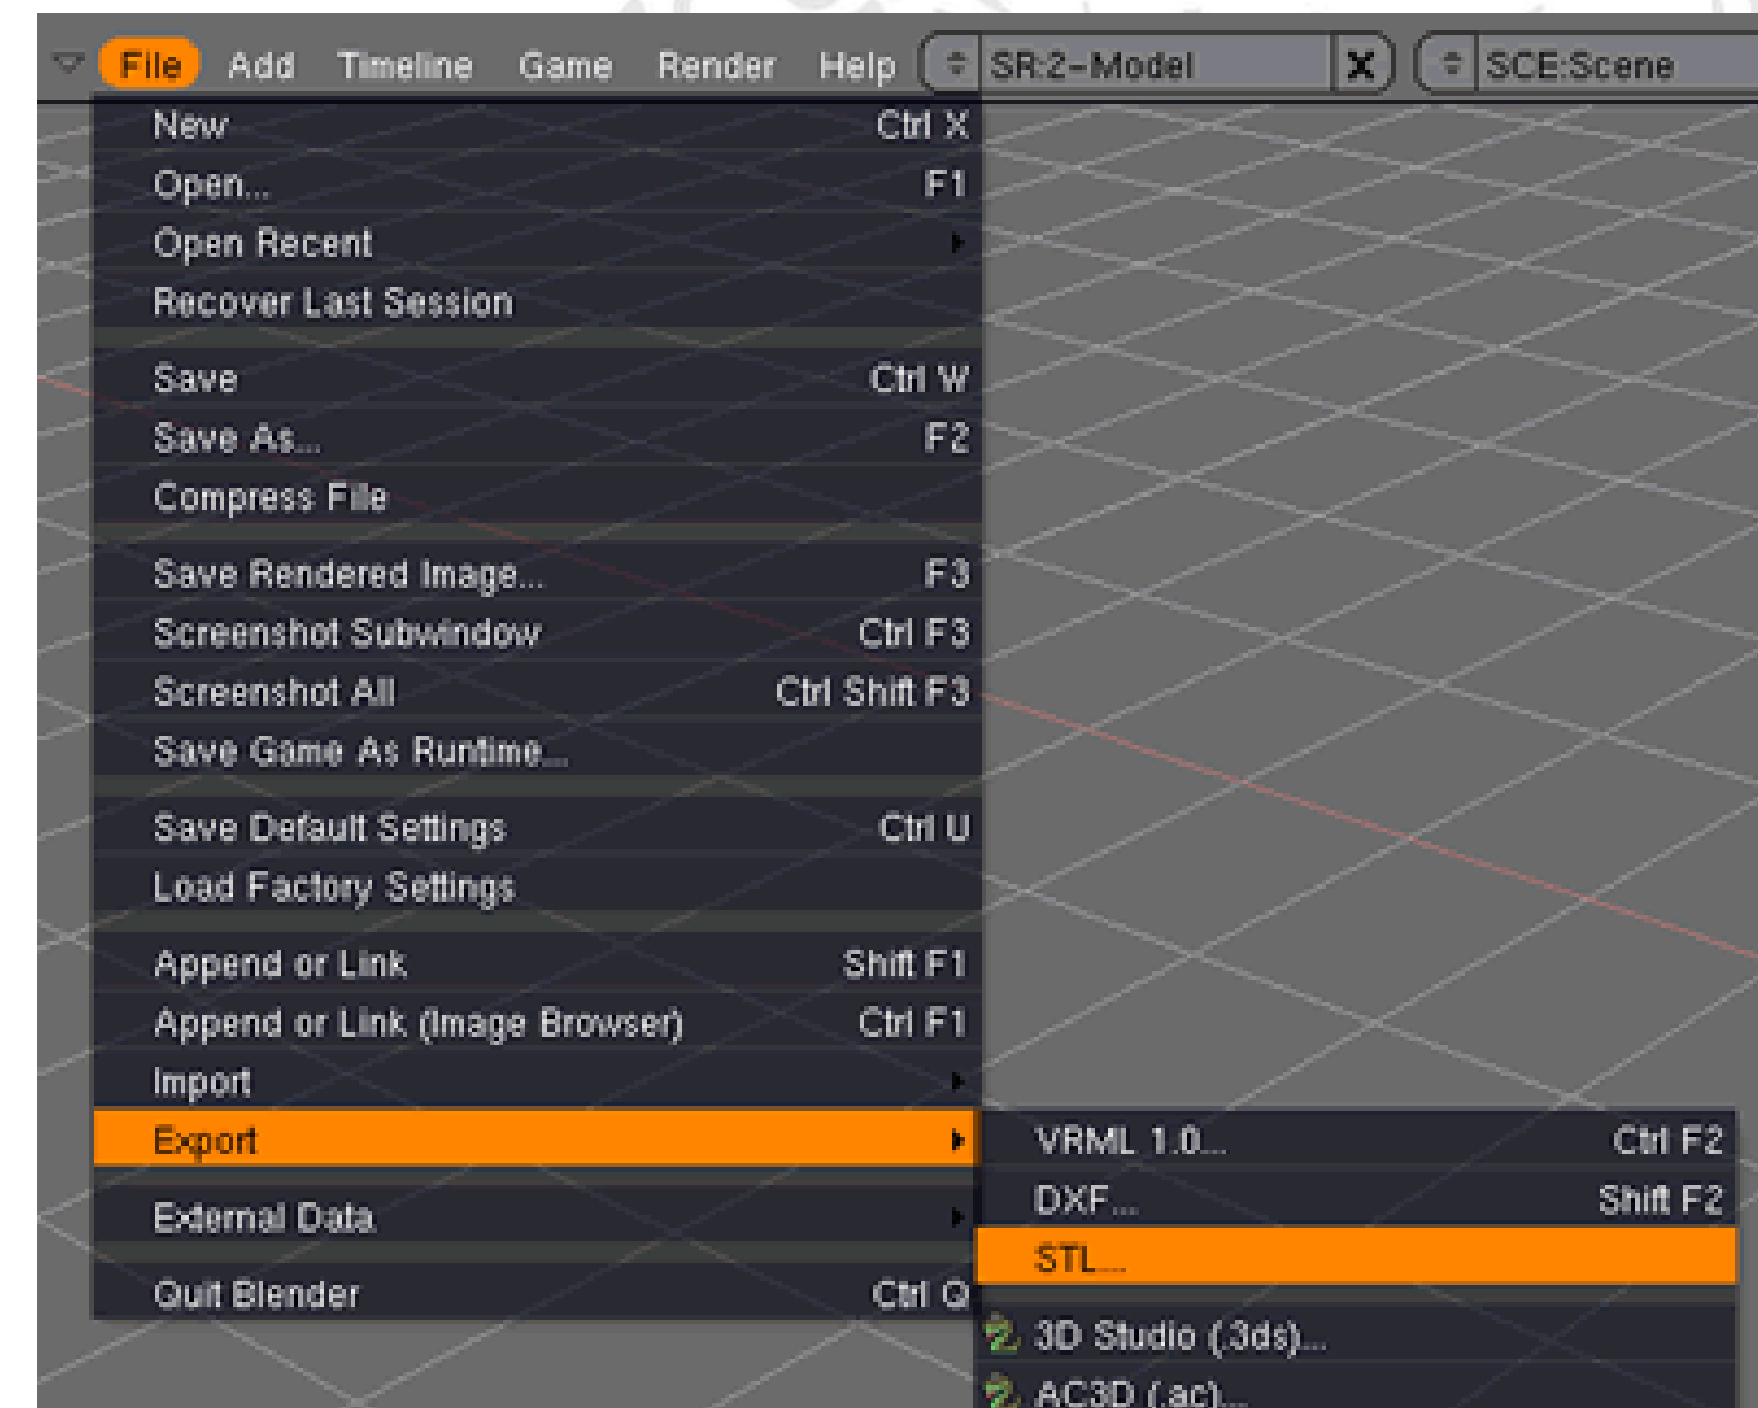 File Add Timeline Game Render Help SR:2-Model X SCE:Scene
New Ctrl X
Open... F1
Open Recent
Recover Last Session
Save Ctrl W
Save As... F2
Compress File
Save Rendered Image... F3
Screenshot Subwindow Ctrl F3
Screenshot All Ctrl Shift F3
Save Game As Runtime...
Save Default Settings Ctrl U
Load Factory Settings
Append or Link Shift F1
Append or Link (Image Browser) Ctrl F1
Import
Export
External Data
Quit Blender Ctrl Q
VRML 1.0... Ctrl F2
DXF... Shift F2
STL...
3D Studio (.3ds)...
AC3D (.ac)...